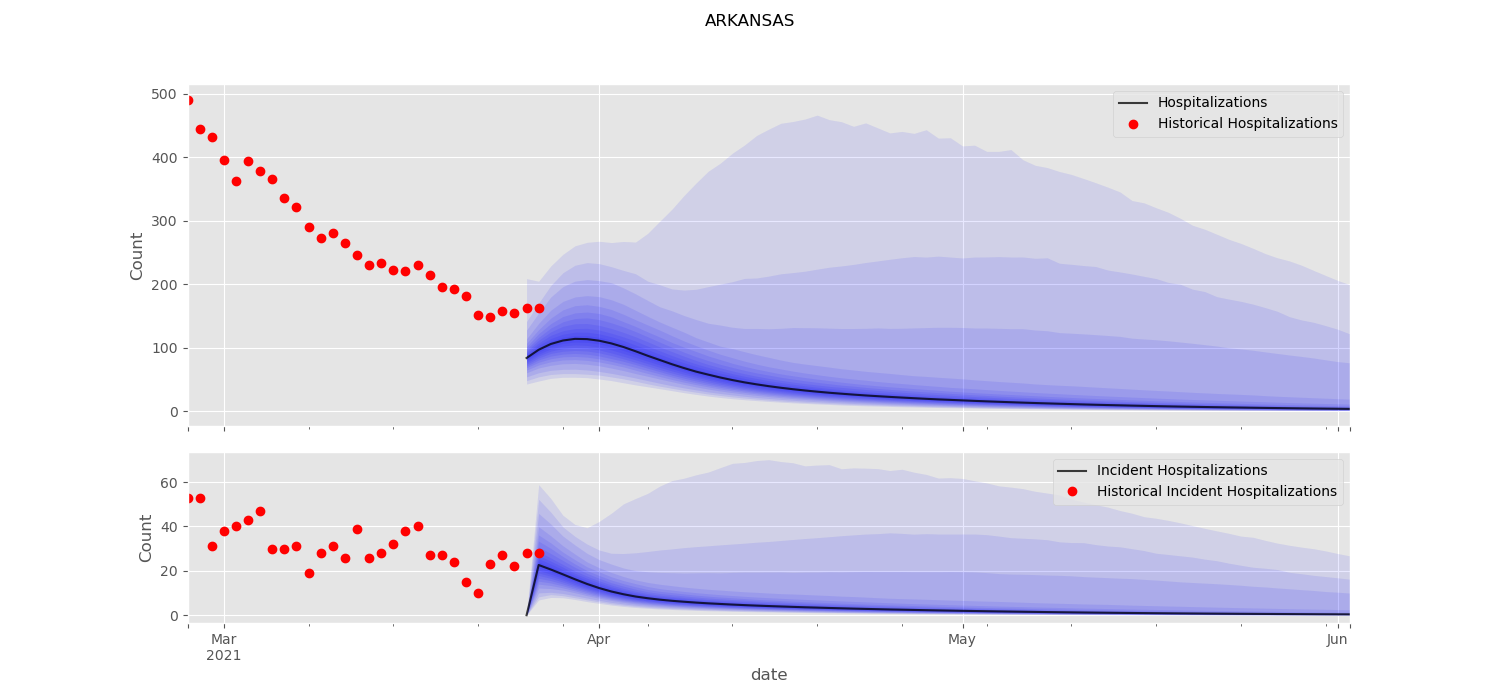 ARKANSAS
500
400
300
200
100
0
Count
Hospitalizations
Historical Hospitalizations
60
40
20
0
Count
Incident Hospitalizations
Historical Incident Hospitalizations
Mar
2021
Apr
May
Jun
date